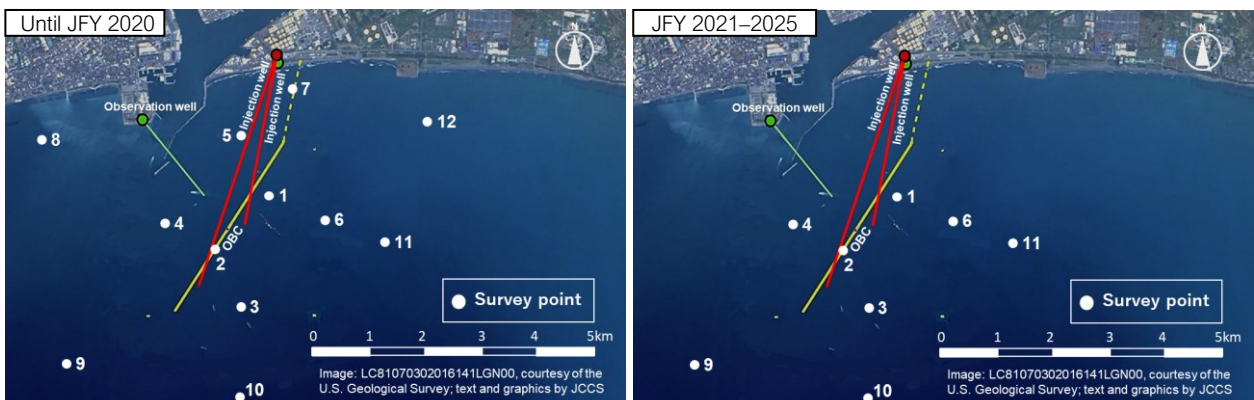 Until JFY 2020
N
Injection well
Injection well
7
Observation well
12
5
8
1
6
4
11
OBC
2
Survey point
3
0 1 2 3 4 5km
9
Image: LC81070302016141LGN00, courtesy of the
U.S. Geological Survey; text and graphics by JCCS
10
JFY 2021–2025
N
Injection well
Injection well
Observation well
1
6
4
11
OBC
2
Survey point
3
0 1 2 3 4 5km
9
Image: LC81070302016141LGN00, courtesy of the
U.S. Geological Survey; text and graphics by JCCS
10